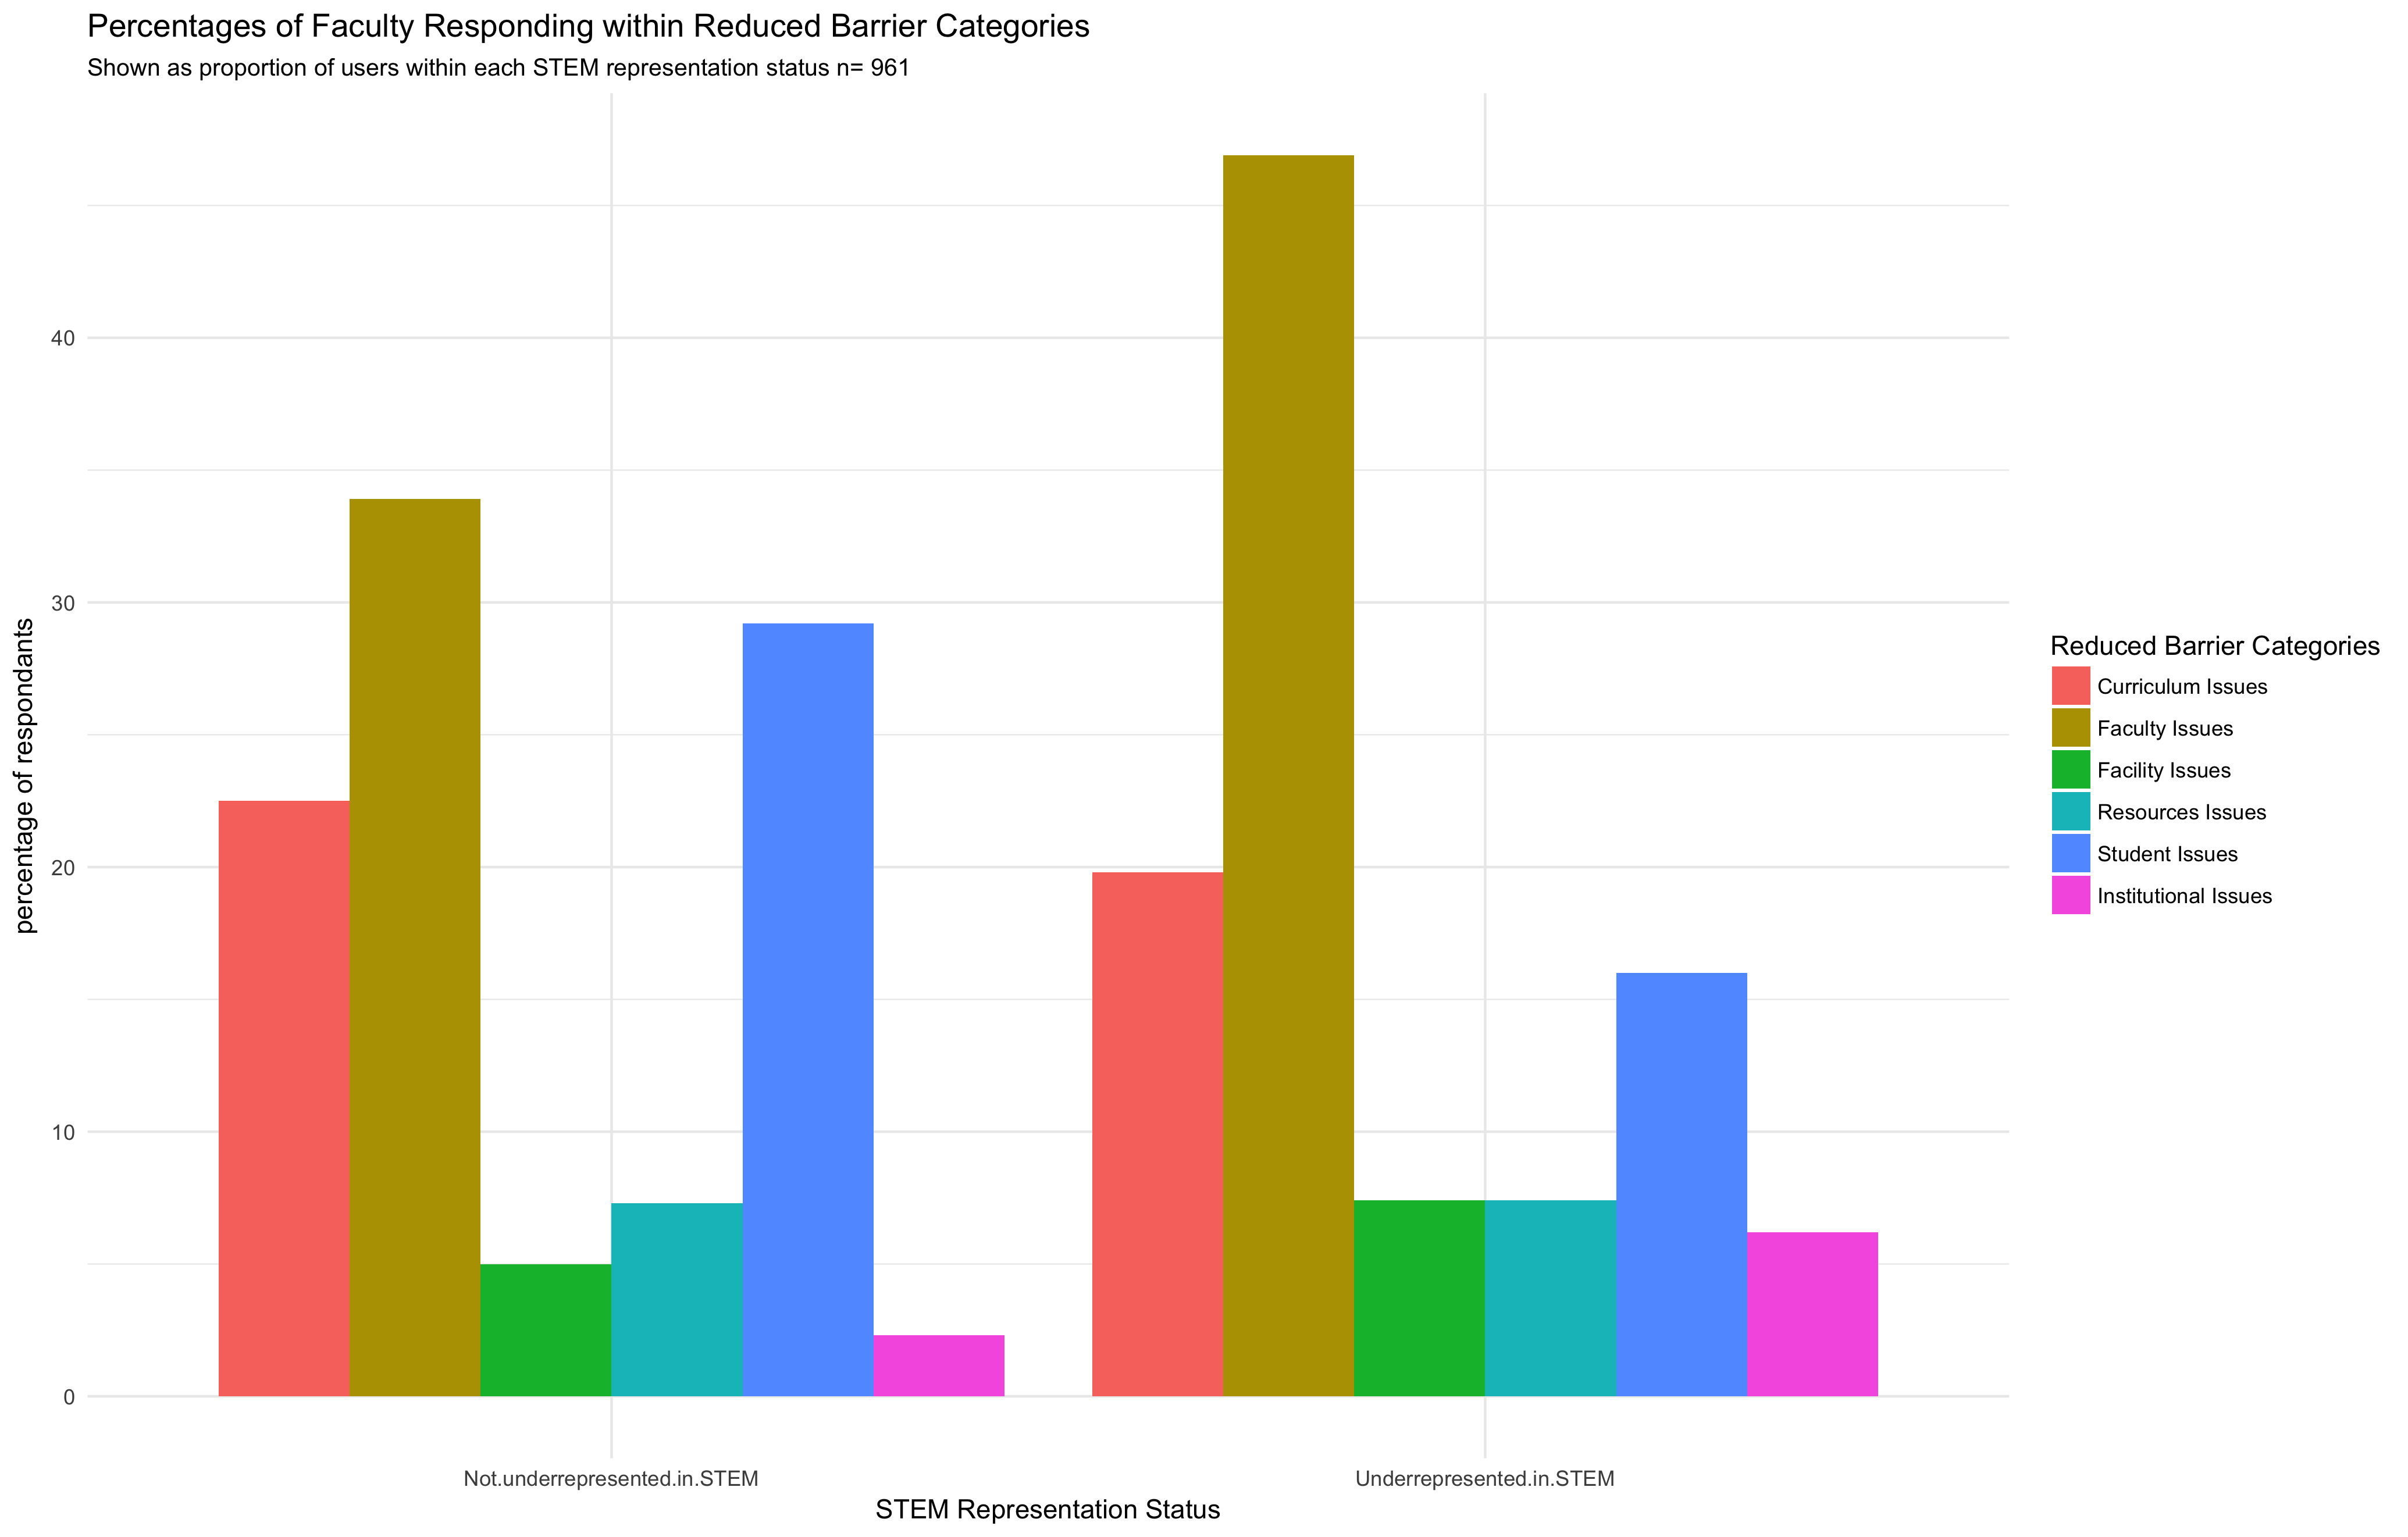 Percentages of Faculty Responding within Reduced Barrier Categories
Shown as proportion of users within each STEM representation status n= 961
percentage of respondants
40
30
20
10
0
Not.underrepresented.in.STEM
Underrepresented.in.STEM
STEM Representation Status
Reduced Barrier Categories
Curriculum Issues
Faculty Issues
Facility Issues
Resources Issues
Student Issues
Institutional Issues